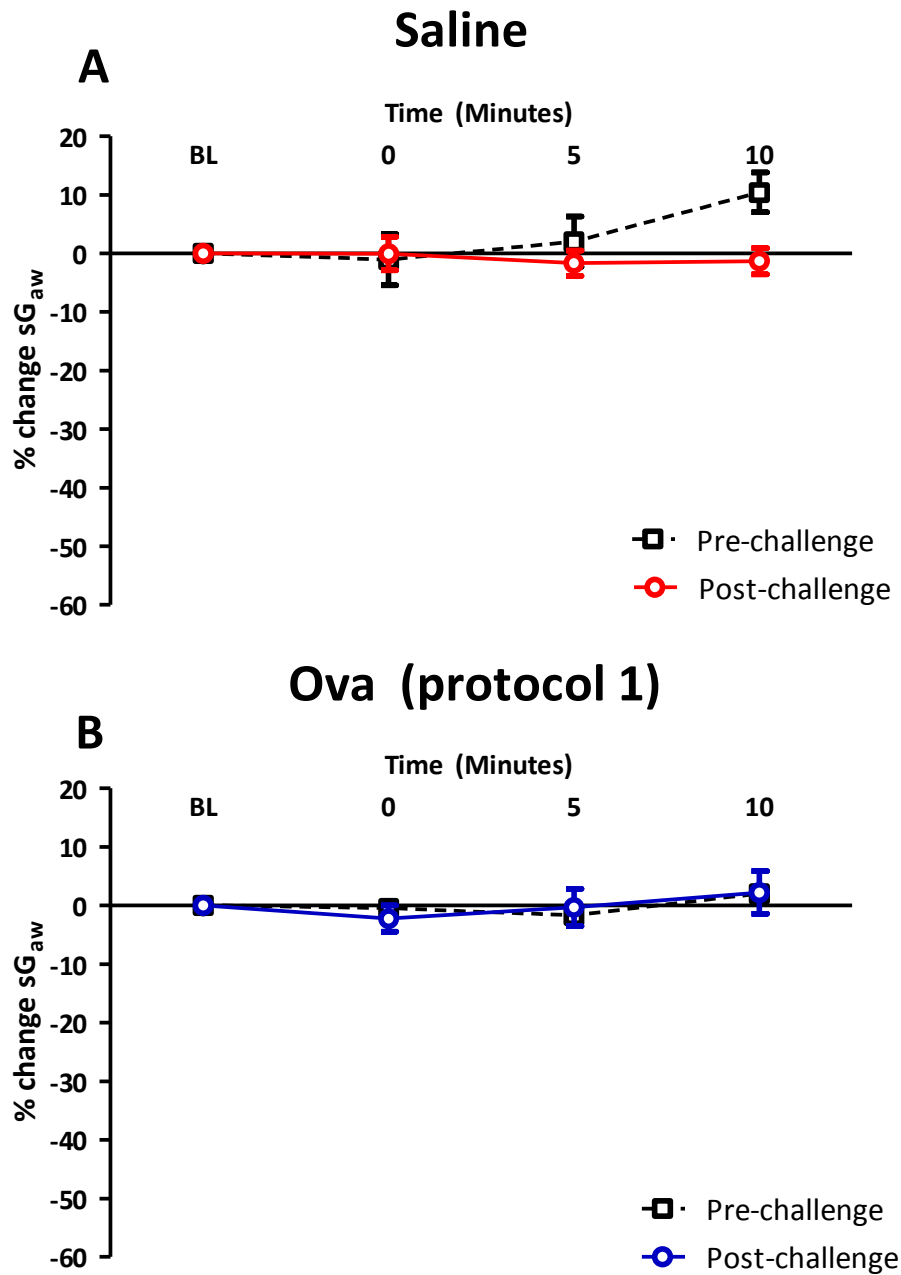 Saline
A
Time (Minutes)
BL 0 5 10
20
10
0
-10
-20
-30
-40
-50
-60
% change sGaw
Pre-challenge
Post-challenge
Ova (protocol 1)
B
Time (Minutes)
BL 0 5 10
20
10
0
-10
-20
-30
-40
-50
-60
% change sGaw
Pre-challenge
Post-challenge